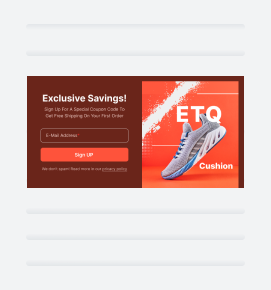 Exclusive Savings!
Sign Up For A Special Coupon Code To
Get Free Shipping On Your First Order
E-Mail Address*
Sign UP
We don't spam! Read more in our privacy policy
ETQ
Cushion